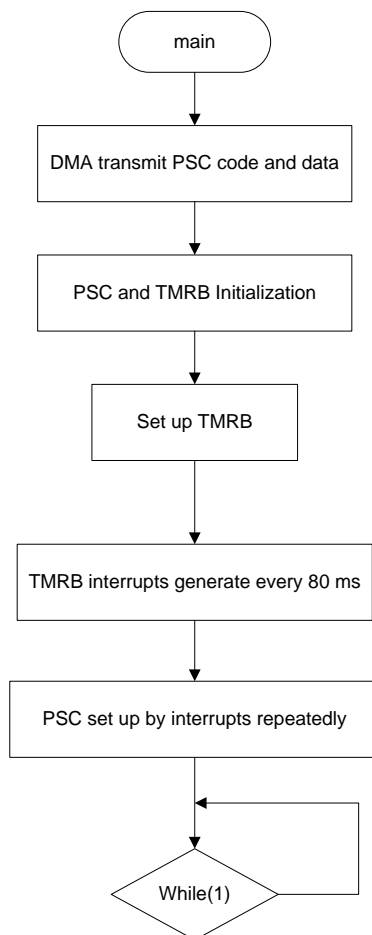 main
DMA transmit PSC code and data
PSC and TMRB Initialization
Set up TMRB
TMRB interrupts generate every 80 ms
PSC set up by interrupts repeatedly
While(1)